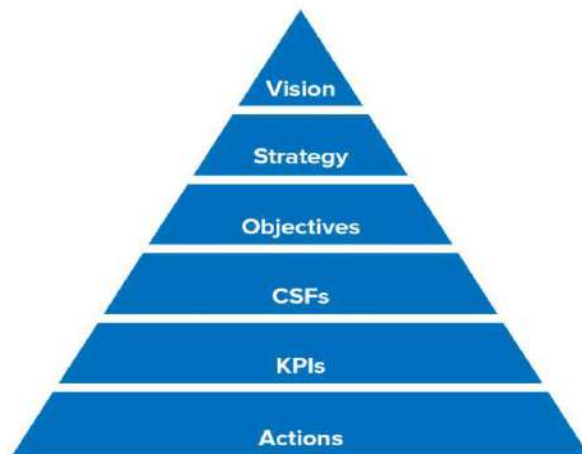 Vision
Strategy
Objectives
CSFs
KPIs
Actions